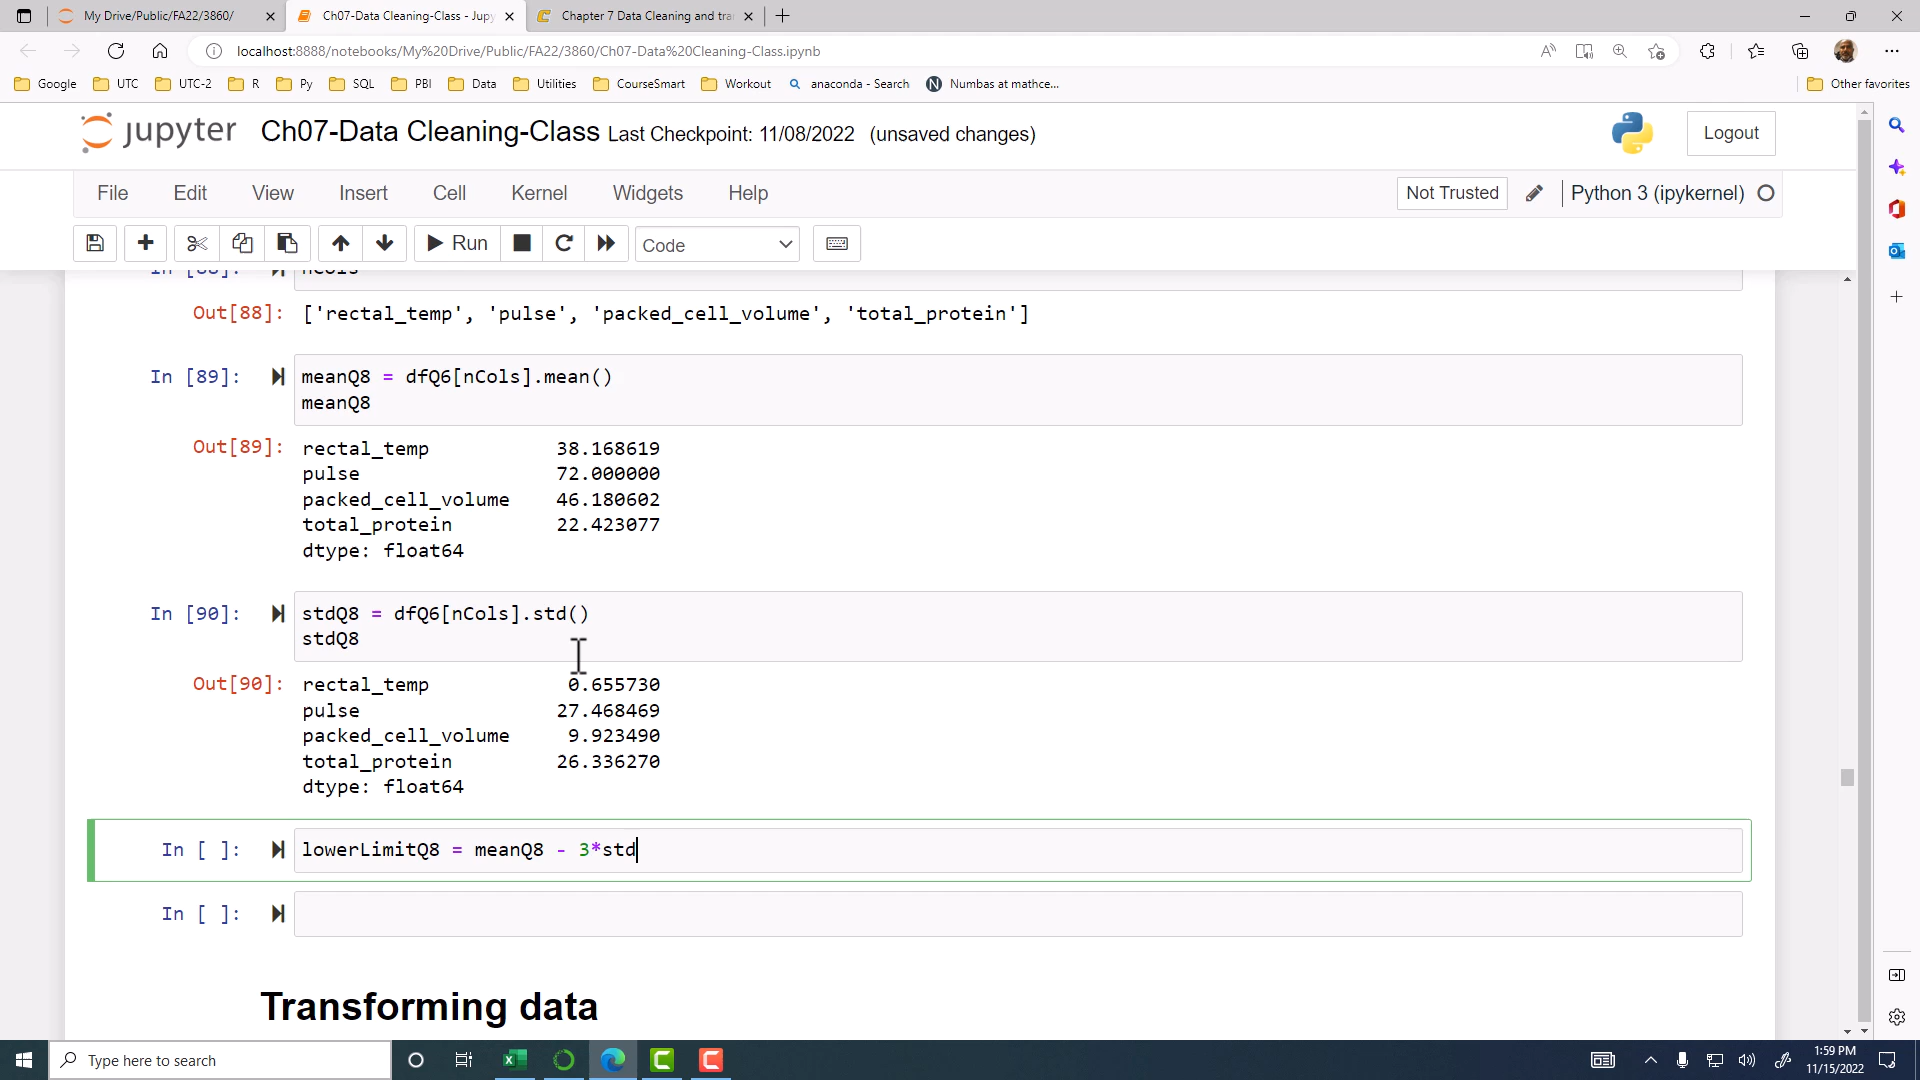 My Drive/Public/FA22/3860/
Ch07-Data Cleaning-Class - Jupy
Chapter 7 Data Cleaning and tra
localhost:8888/notebooks/My%20Drive/Public/FA22/3860/Ch07-Data%20Cleaning-Class.ipynb
Google UTC UTC-2 R Py SQL PBI Data Utilities CourseSmart Workout anaconda - Search Numbas at mathce... Other favorites
jupyter Ch07-Data Cleaning-Class Last Checkpoint: 11/08/2022 (unsaved changes) Logout
File Edit View Insert Cell Kernel Widgets Help Not Trusted Python 3 (ipykernel)
Run Code
In [88]: nCols
Out[88]: ['rectal_temp', 'pulse', 'packed_cell_volume', 'total_protein']
In [89]: meanQ8 = dfQ6[nCols].mean()
meanQ8
Out[89]: rectal_temp 38.168619
pulse 72.000000
packed_cell_volume 46.180602
total_protein 22.423077
dtype: float64
In [90]: stdQ8 = dfQ6[nCols].std()
stdQ8
Out[90]: rectal_temp 0.655730
pulse 27.468469
packed_cell_volume 9.923490
total_protein 26.336270
dtype: float64
In [ ]: lowerLimitQ8 = meanQ8 - 3*std
In [ ]:
Transforming data
Type here to search
1:59 PM
11/15/2022